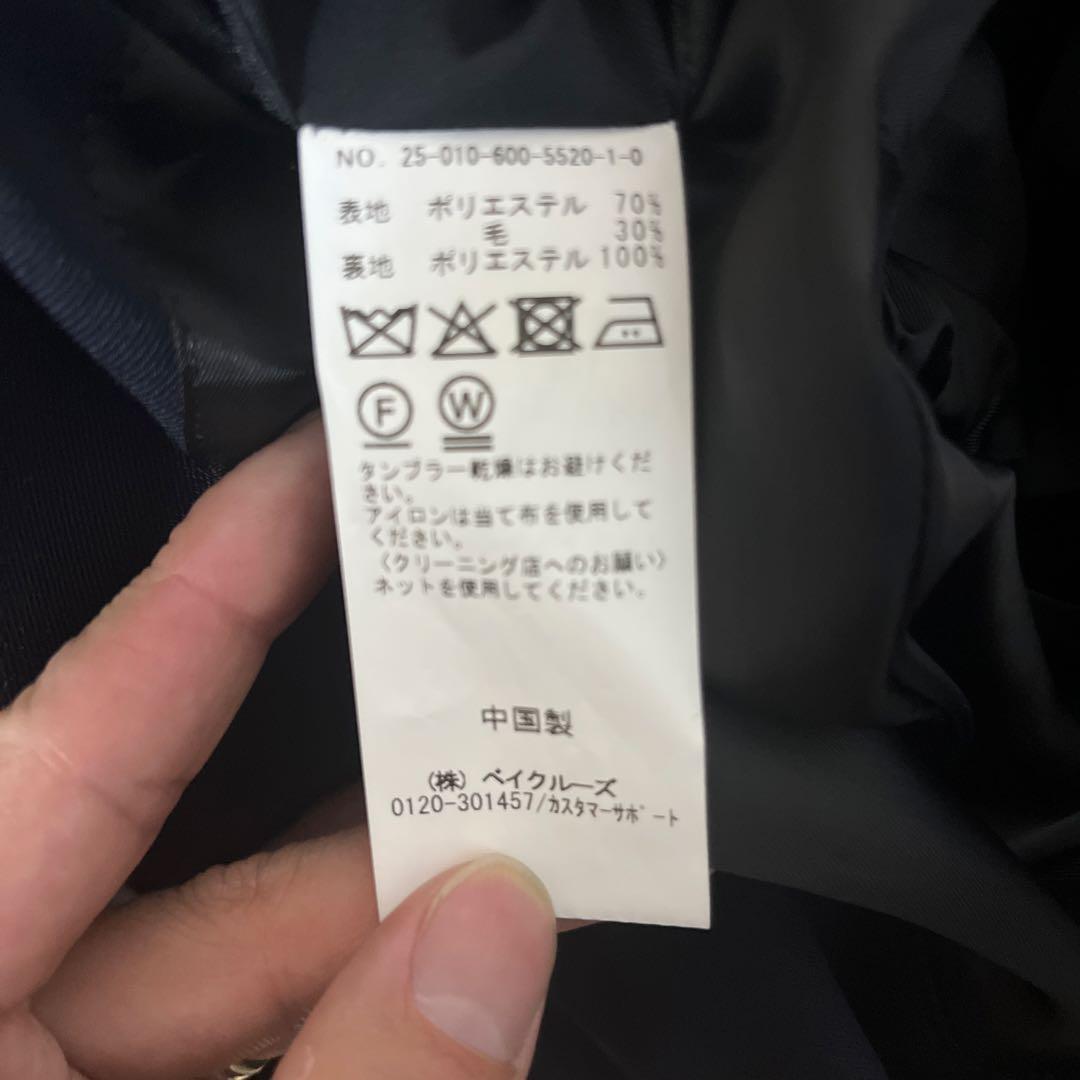 NO. 25-010-600-5520-1-0
表地 ポリエステル 70%
毛 30%
裏地 ポリエステル 100%
F W
タンブラー乾燥はお避けくだ
さい。
アイロンは当て布を使用して
ください。
〈クリーニング店へのお願い〉
ネットを使用してください。
中国製
(株) ベイクルーズ
0120-301457/カスタマーサポート